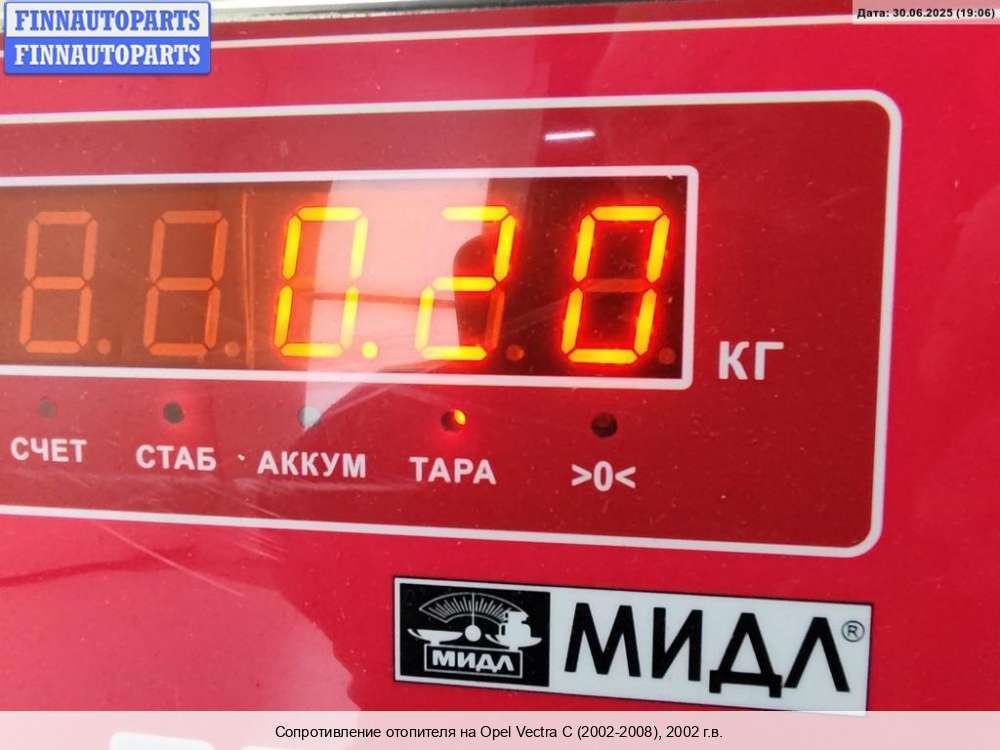 FINNAUTOPARTS
FINNAUTOPARTS
Дата: 30.06.2025 (19:06)
0.20
КГ
СЧЕТ СТАБ АККУМ ТАРА >0<
МИДЛ МИДЛ®
Сопротивление отопителя на Opel Vectra C (2002-2008), 2002 г.в.